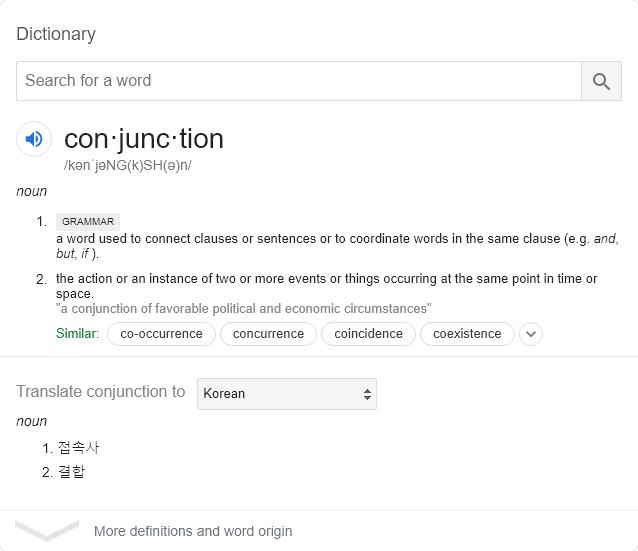 Dictionary
Search for a word
con·junc·tion
/kənˈjəNG(k)SH(ə)n/
noun
1. GRAMMAR
a word used to connect clauses or sentences or to coordinate words in the same clause (e.g. and,
but, if ).
2. the action or an instance of two or more events or things occurring at the same point in time or
space.
"a conjunction of favorable political and economic circumstances"
Similar: co-occurrence concurrence coincidence coexistence
Translate conjunction to Korean
noun
1. 접속사
2. 결합
More definitions and word origin